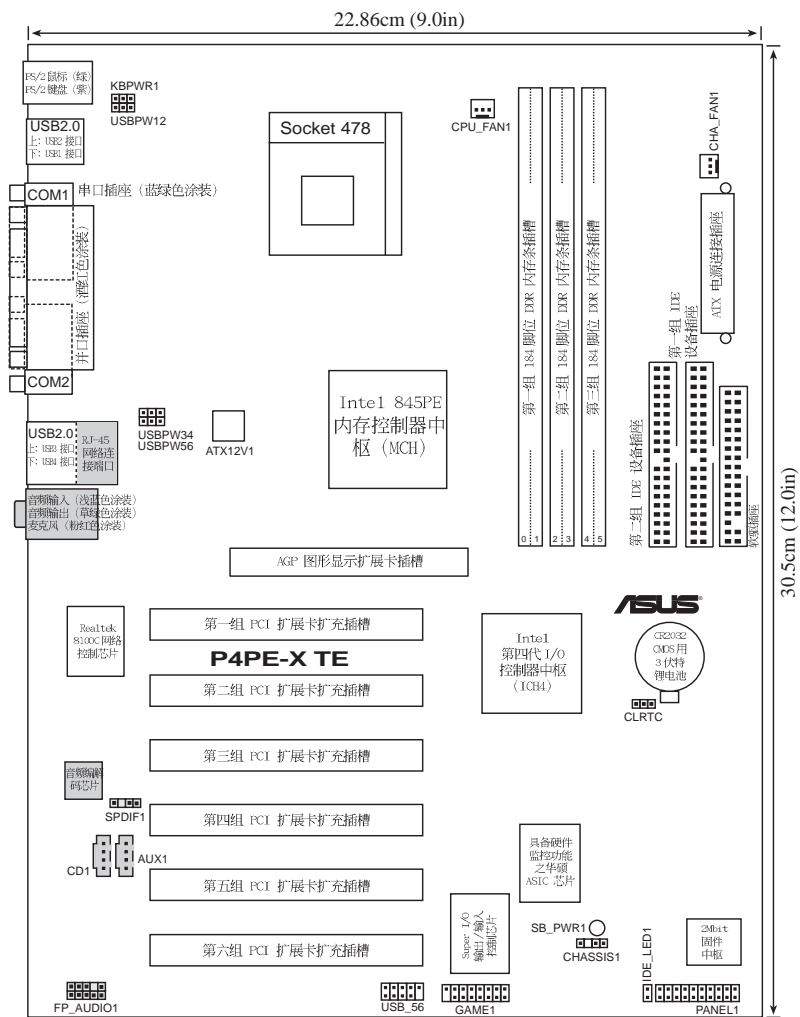 22.86cm (9.0in)
PS/2鼠标（绿）
PS/2键盘（紫）
KBPWR1
USBPW12
USB2.0
上: USB2 接口
下: USB1 接口
Socket 478
CPU_FAN1
CHA_FAN1
COM1
串口插座（蓝绿色涂装）
并口插座（酒红色涂装）
COM2
第一组 184 脚位 DDR 内存条插槽
第二组 184 脚位 DDR 内存条插槽
第三组 184 脚位 DDR 内存条插槽
ATX 电源连接插座
第一组 IDE
设备插座
第二组 IDE 设备插座
软驱插座
30.5cm (12.0in)
Intel 845PE
内存控制器中
枢（MCH）
USBPW34
USBPW56
ATX12V1
USB2.0
上: USB3 接口
下: USB4 接口
RJ-45
网络连
接端口
音频输入（浅蓝色涂装）
音频输出（草绿色涂装）
麦克风（粉红色涂装）
0 1
2 3
4 5
AGP 图形显示扩展卡插槽
ASUS
Realtek
8100C网络
控制芯片
第一组 PCI 扩展卡扩充插槽
P4PE-X TE
第二组 PCI 扩展卡扩充插槽
Intel
第四代 I/O
控制器中枢
（ICH4）
CR2032
CMOS 用
3 伏特
锂电池
CLRTC
第三组 PCI 扩展卡扩充插槽
音频编解
码芯片
SPDIF1
第四组 PCI 扩展卡扩充插槽
CD1
AUX1
具备硬件
监控功能
之华硕
ASIC 芯片
第五组 PCI 扩展卡扩充插槽
Super I/O
输出/输入
控制芯片
SB_PWR1
CHASSIS1
2Mbit
固件
中枢
第六组 PCI 扩展卡扩充插槽
IDE_LED1
FP_AUDIO1
USB_56
GAME1
PANEL1